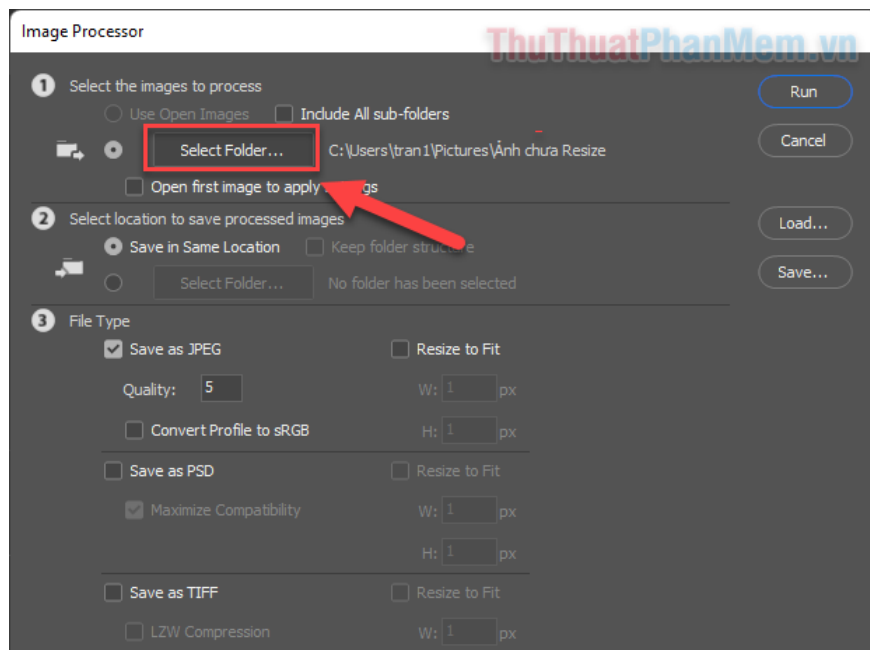 Image Processor
ThuThuatPhanMem.vn
1 Select the images to process
Use Open Images Include All sub-folders
Select Folder... C:\Users\tran1\Pictures\Ảnh chưa Resize
Open first image to apply
2 Select location to save processed images
Save in Same Location Keep folder structure
Select Folder... No folder has been selected
3 File Type
Save as JPEG Resize to Fit
Quality: 5 W: 1 px
Convert Profile to sRGB H: 1 px
Save as PSD Resize to Fit
Maximize Compatibility W: 1 px
H: 1 px
Save as TIFF Resize to Fit
LZW Compression W: 1 px
Run
Cancel
Load...
Save...